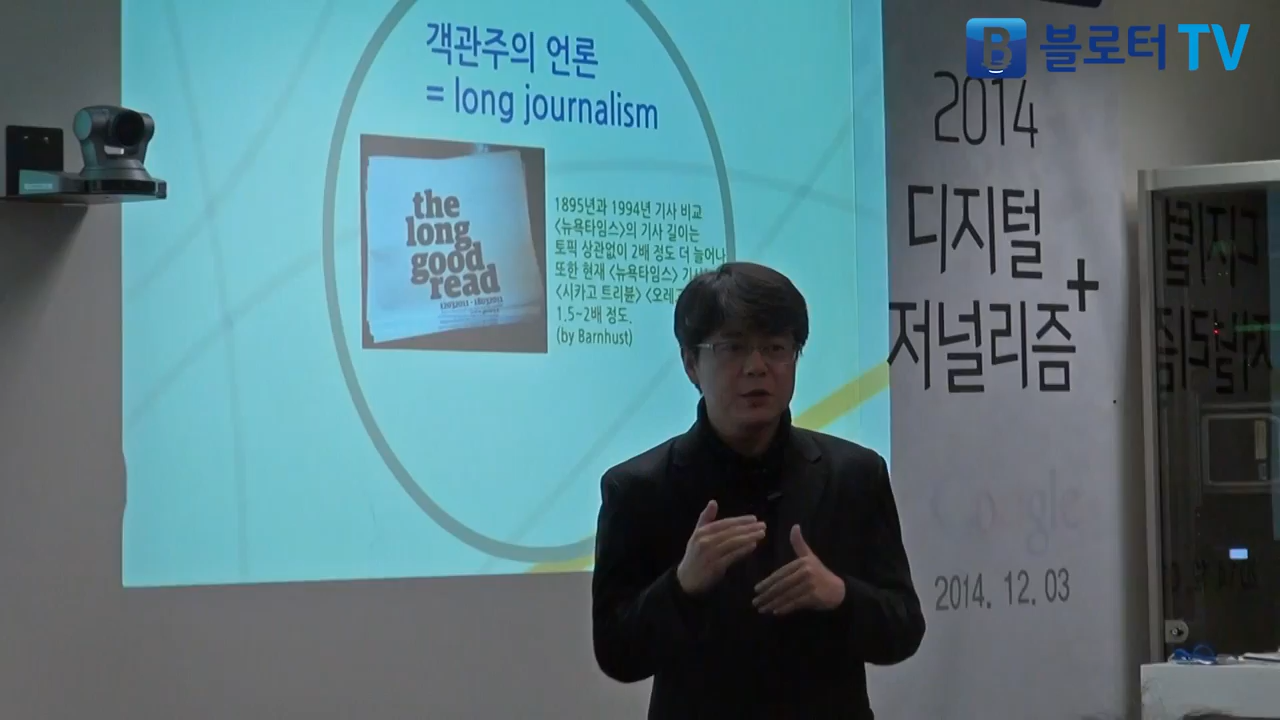 블로터 TV
객관주의 언론
= long journalism
the
long
good
read
1895년과 1994년 기사 비교
<뉴욕타임스>의 기사 길이는
토픽 상관없이 2배 정도 더 늘어나
또한 현재 <뉴욕타임스>
<시카고 트리뷴>
1.5~2배 정도.
(by Barnhust)
2014
디지털
저널리즘+
Google
2014. 12. 03